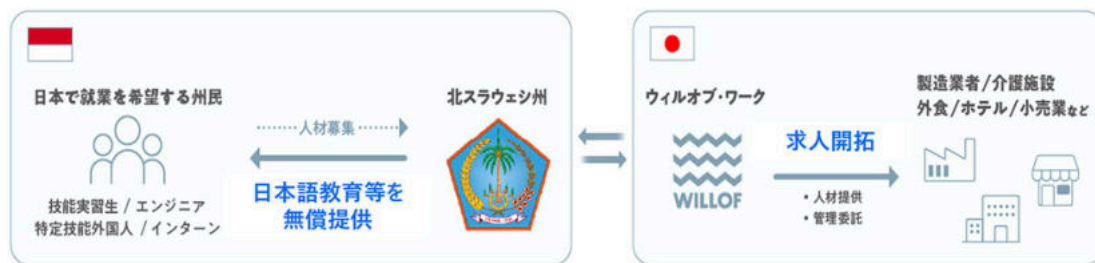 日本で就業を希望する州民
人材募集
北スラウェシ州
日本語教育等を
無償提供
技能実習生 / エンジニア
特定技能外国人 / インターン
ウィルオブ・ワーク
WILLOF
求人開拓
・人材提供
・管理委託
製造業者/介護施設
外食/ホテル/小売業など